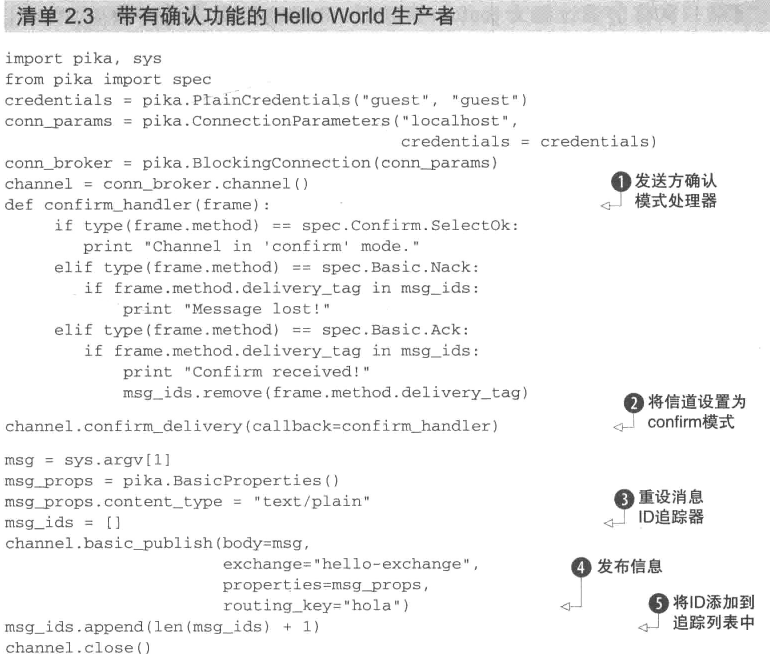 清单 2.3 带有确认功能的 Hello World 生产者
import pika, sys
from pika import spec
credentials = pika.PlainCredentials("guest", "guest")
conn_params = pika.ConnectionParameters("localhost",
credentials = credentials)
conn_broker = pika.BlockingConnection(conn_params)
channel = conn_broker.channel()
❶ 发送方确认
模式处理器
def confirm_handler(frame):
if type(frame.method) == spec.Confirm.SelectOk:
print "Channel in 'confirm' mode."
elif type(frame.method) == spec.Basic.Nack:
if frame.method.delivery_tag in msg_ids:
print "Message lost!"
elif type(frame.method) == spec.Basic.Ack:
if frame.method.delivery_tag in msg_ids:
print "Confirm received!"
msg_ids.remove(frame.method.delivery_tag)
❷ 将信道设置为
confirm模式
channel.confirm_delivery(callback=confirm_handler)
msg = sys.argv[1]
msg_props = pika.BasicProperties()
msg_props.content_type = "text/plain"
❸ 重设消息
ID追踪器
msg_ids = []
channel.basic_publish(body=msg,
exchange="hello-exchange",
❹ 发布信息
properties=msg_props,
routing_key="hola")
❺ 将ID添加到
追踪列表中
msg_ids.append(len(msg_ids) + 1)
channel.close()